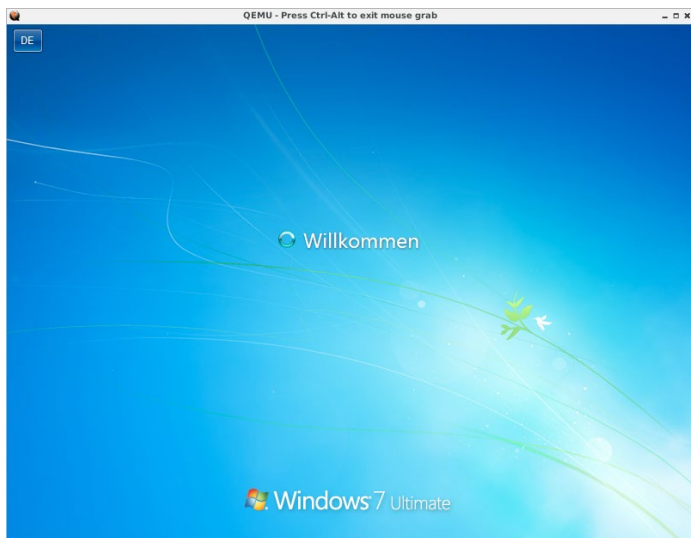 QEMU - Press Ctrl-Alt to exit mouse grab
DE
Willkommen
Windows 7 Ultimate